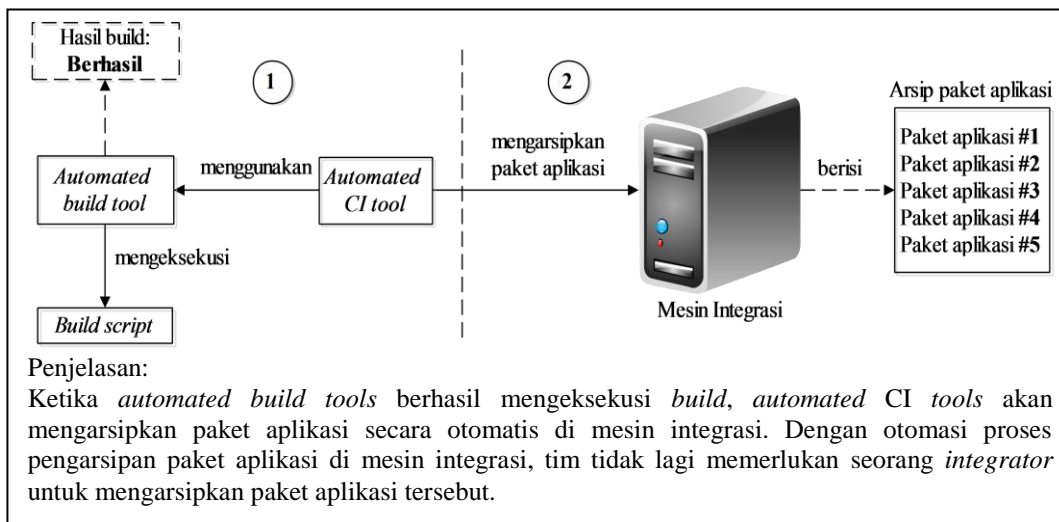 Hasil build:
Berhasil
1
2
Arsip paket aplikasi
Paket aplikasi #1
Paket aplikasi #2
Paket aplikasi #3
Paket aplikasi #4
Paket aplikasi #5
mengarsipkan
paket aplikasi
menggunakan
berisi
Automated
build tool
Automated
CI tool
mengeksekusi
Build script
Mesin Integrasi
Penjelasan:
Ketika automated build tools berhasil mengeksekusi build, automated CI tools akan
mengarsipkan paket aplikasi secara otomatis di mesin integrasi. Dengan otomasi proses
pengarsipan paket aplikasi di mesin integrasi, tim tidak lagi memerlukan seorang integrator
untuk mengarsipkan paket aplikasi tersebut.